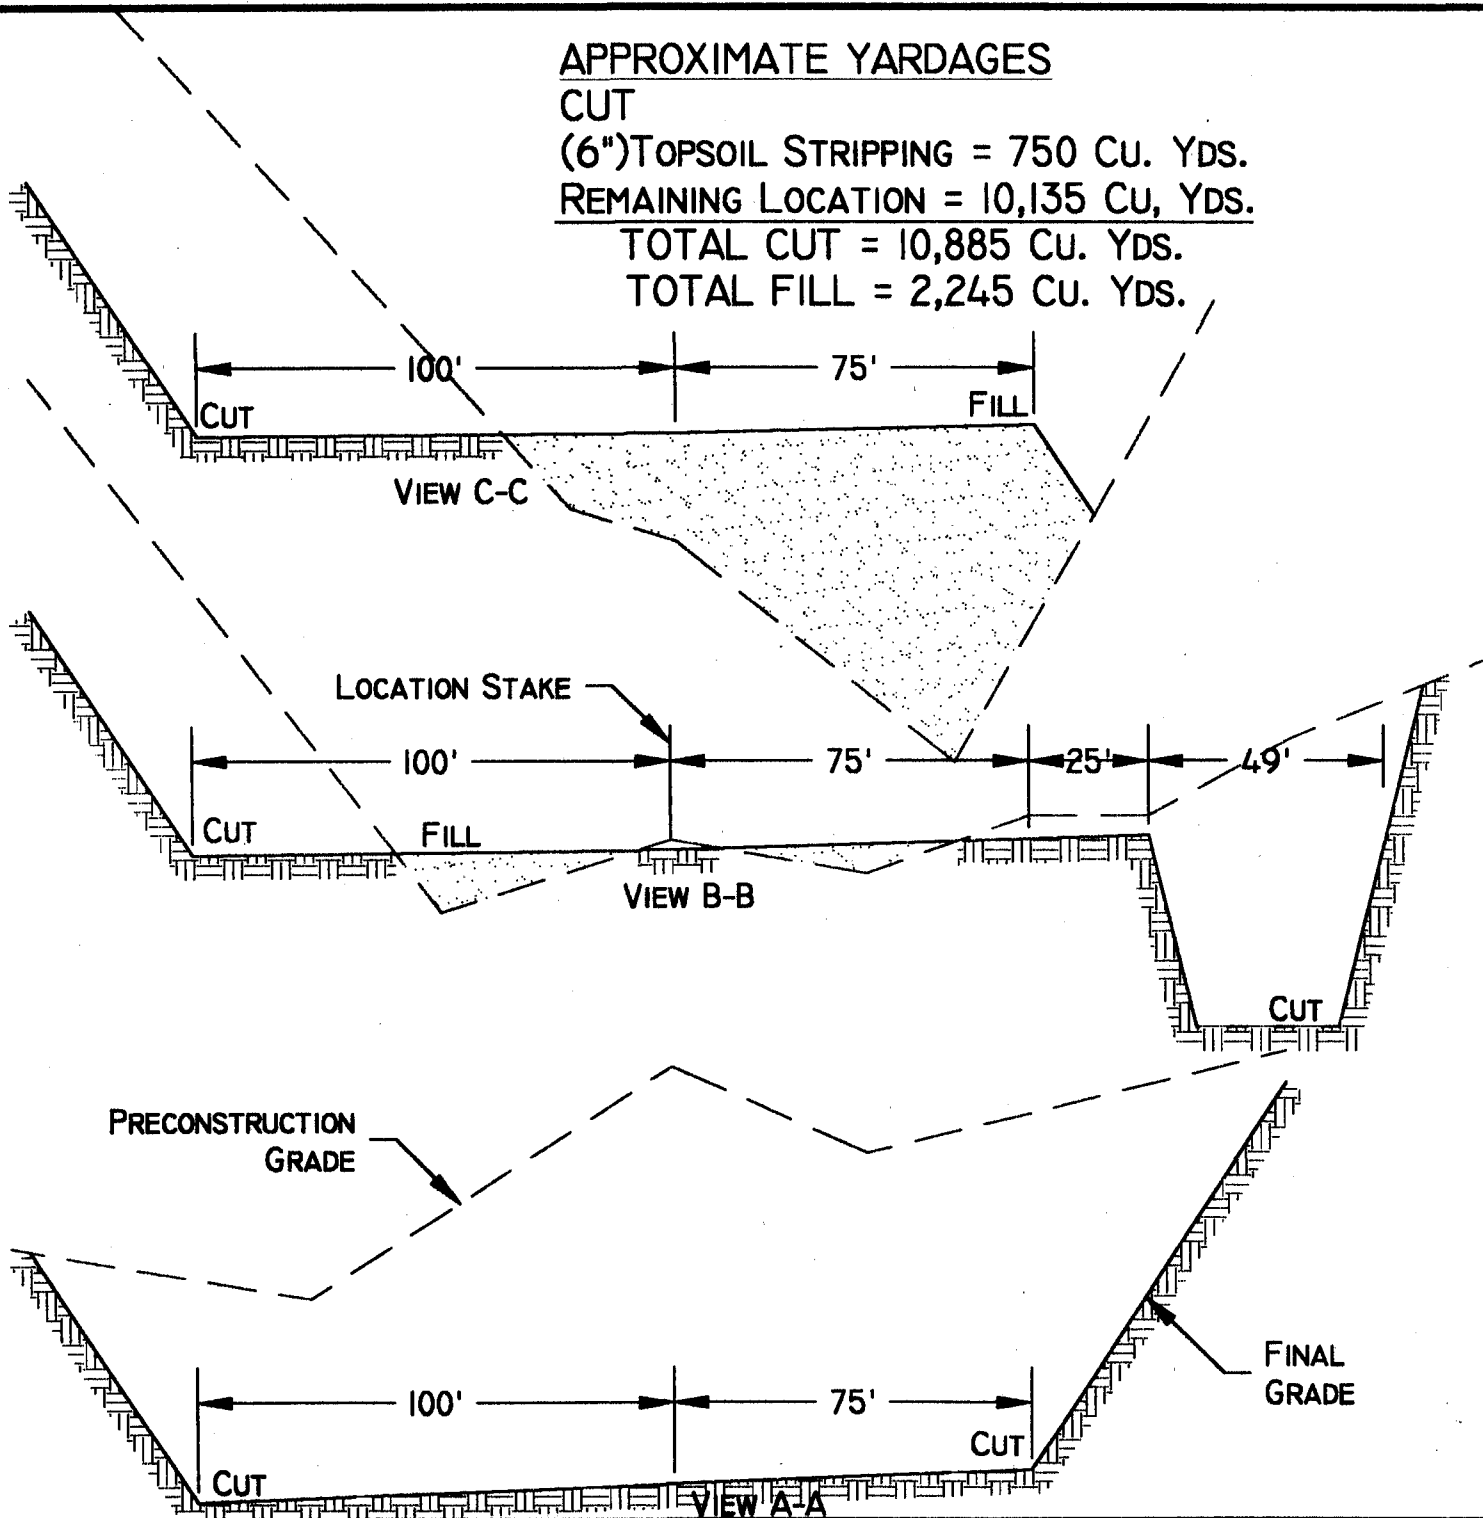 APPROXIMATE YARDAGES
CUT
(6")TOPSOIL STRIPPING = 750 CU. YDS.
REMAINING LOCATION = 10,135 CU, YDS.
TOTAL CUT = 10,885 CU. YDS.
TOTAL FILL = 2,245 CU. YDS.
100' 75'
CUT FILL
VIEW C-C
LOCATION STAKE
100' 75' 25' 49'
CUT FILL
VIEW B-B
CUT
PRECONSTRUCTION
GRADE
FINAL
GRADE
100' 75'
CUT CUT
VIEW A-A